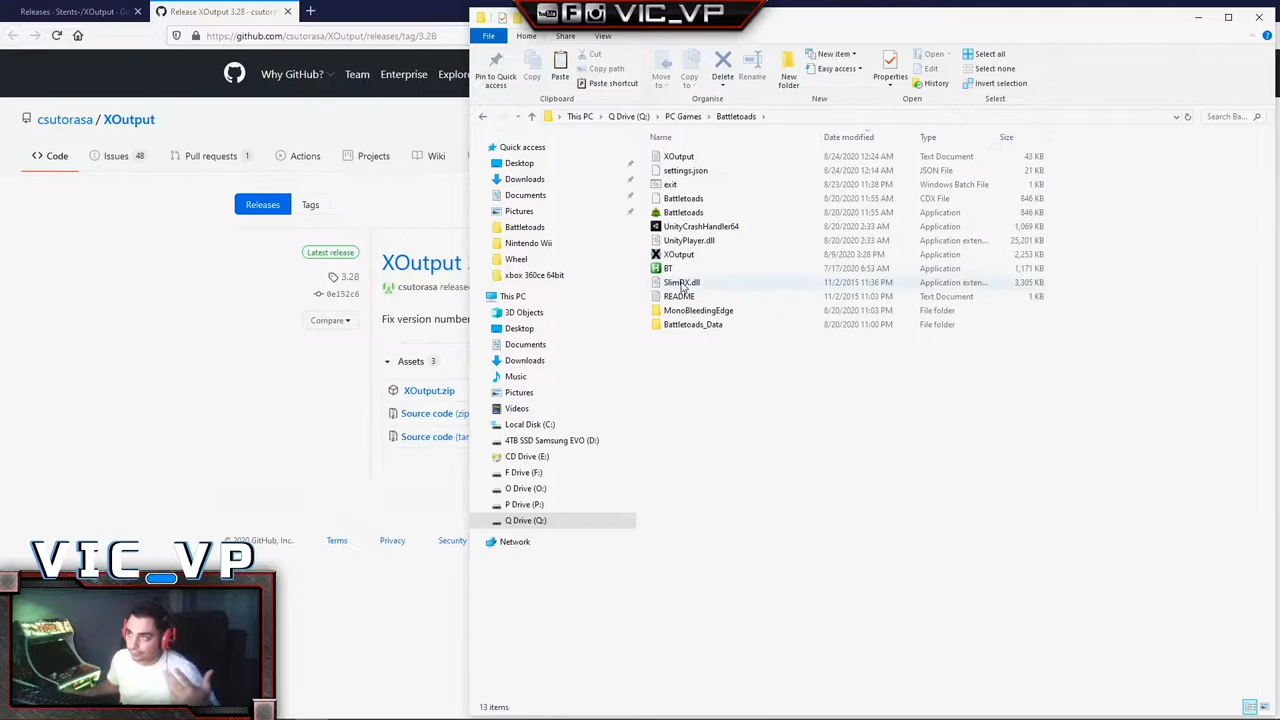 Releases - Stents-/XOutput - G
Release XOutput 3.28 - csutora
VIC_VP
https://github.com/csutorasa/XOutput/releases/tag/3.28
File
Home
Share
View
Pin to Quick access
Copy
Paste
Cut
Copy path
Paste shortcut
Move to
Copy to
Delete
Rename
New folder
New item
Easy access
Properties
Open
Edit
History
Select all
Select none
Invert selection
Clipboard
Organise
New
Open
Select
Why GitHub?
Team
Enterprise
Explor
csutorasa / XOutput
This PC
Q Drive (Q:)
PC Games
Battletoads
Search Ba...
Code
Issues 48
Pull requests 1
Actions
Projects
Wiki
Releases
Tags
Latest release
3.28
0e152c6
Compare
XOutput
csutorasa release
Fix version number
Assets 3
XOutput.zip
Source code (zip
Source code (tar
© 2020 GitHub, Inc.
Terms
Privacy
Security
Quick access
Desktop
Downloads
Documents
Pictures
Battletoads
Nintendo Wii
Wheel
xbox 360ce 64bit
This PC
3D Objects
Desktop
Documents
Downloads
Music
Pictures
Videos
Local Disk (C:)
4TB SSD Samsung EVO (D:)
CD Drive (E:)
F Drive (F:)
O Drive (O:)
P Drive (P:)
Q Drive (Q:)
Network
Name Date modified Type Size
XOutput 8/24/2020 12:24 AM Text Document 43 KB
settings.json 8/24/2020 12:14 AM JSON File 21 KB
exit 8/23/2020 11:38 PM Windows Batch File 1 KB
Battletoads 8/20/2020 11:55 AM CDX File 846 KB
Battletoads 8/20/2020 11:55 AM Application 846 KB
UnityCrashHandler64 8/20/2020 2:33 AM Application 1,069 KB
UnityPlayer.dll 8/20/2020 2:33 AM Application exten... 25,201 KB
XOutput 8/9/2020 3:28 PM Application 2,253 KB
BT 7/17/2020 6:53 AM Application 1,171 KB
SlimDX.dll 11/2/2015 11:36 PM Application exten... 3,305 KB
README 11/2/2015 11:03 PM Text Document 1 KB
MonoBleedingEdge 8/20/2020 11:03 PM File folder
Battletoads_Data 8/20/2020 11:00 PM File folder
13 items
VIC_VP